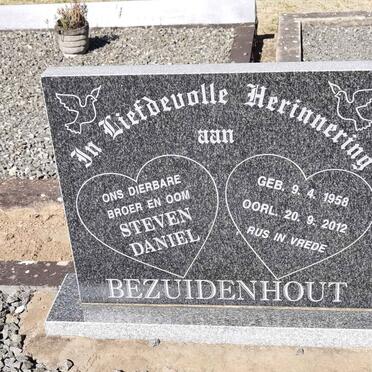 In Liefdevolle Herinnering
aan
ONS DIERBARE
BROER EN OOM
STEVEN
DANIEL
GEB. 9. 4. 1958
OORL. 20. 9. 2012
RUS IN VREDE
BEZUIDENHOUT